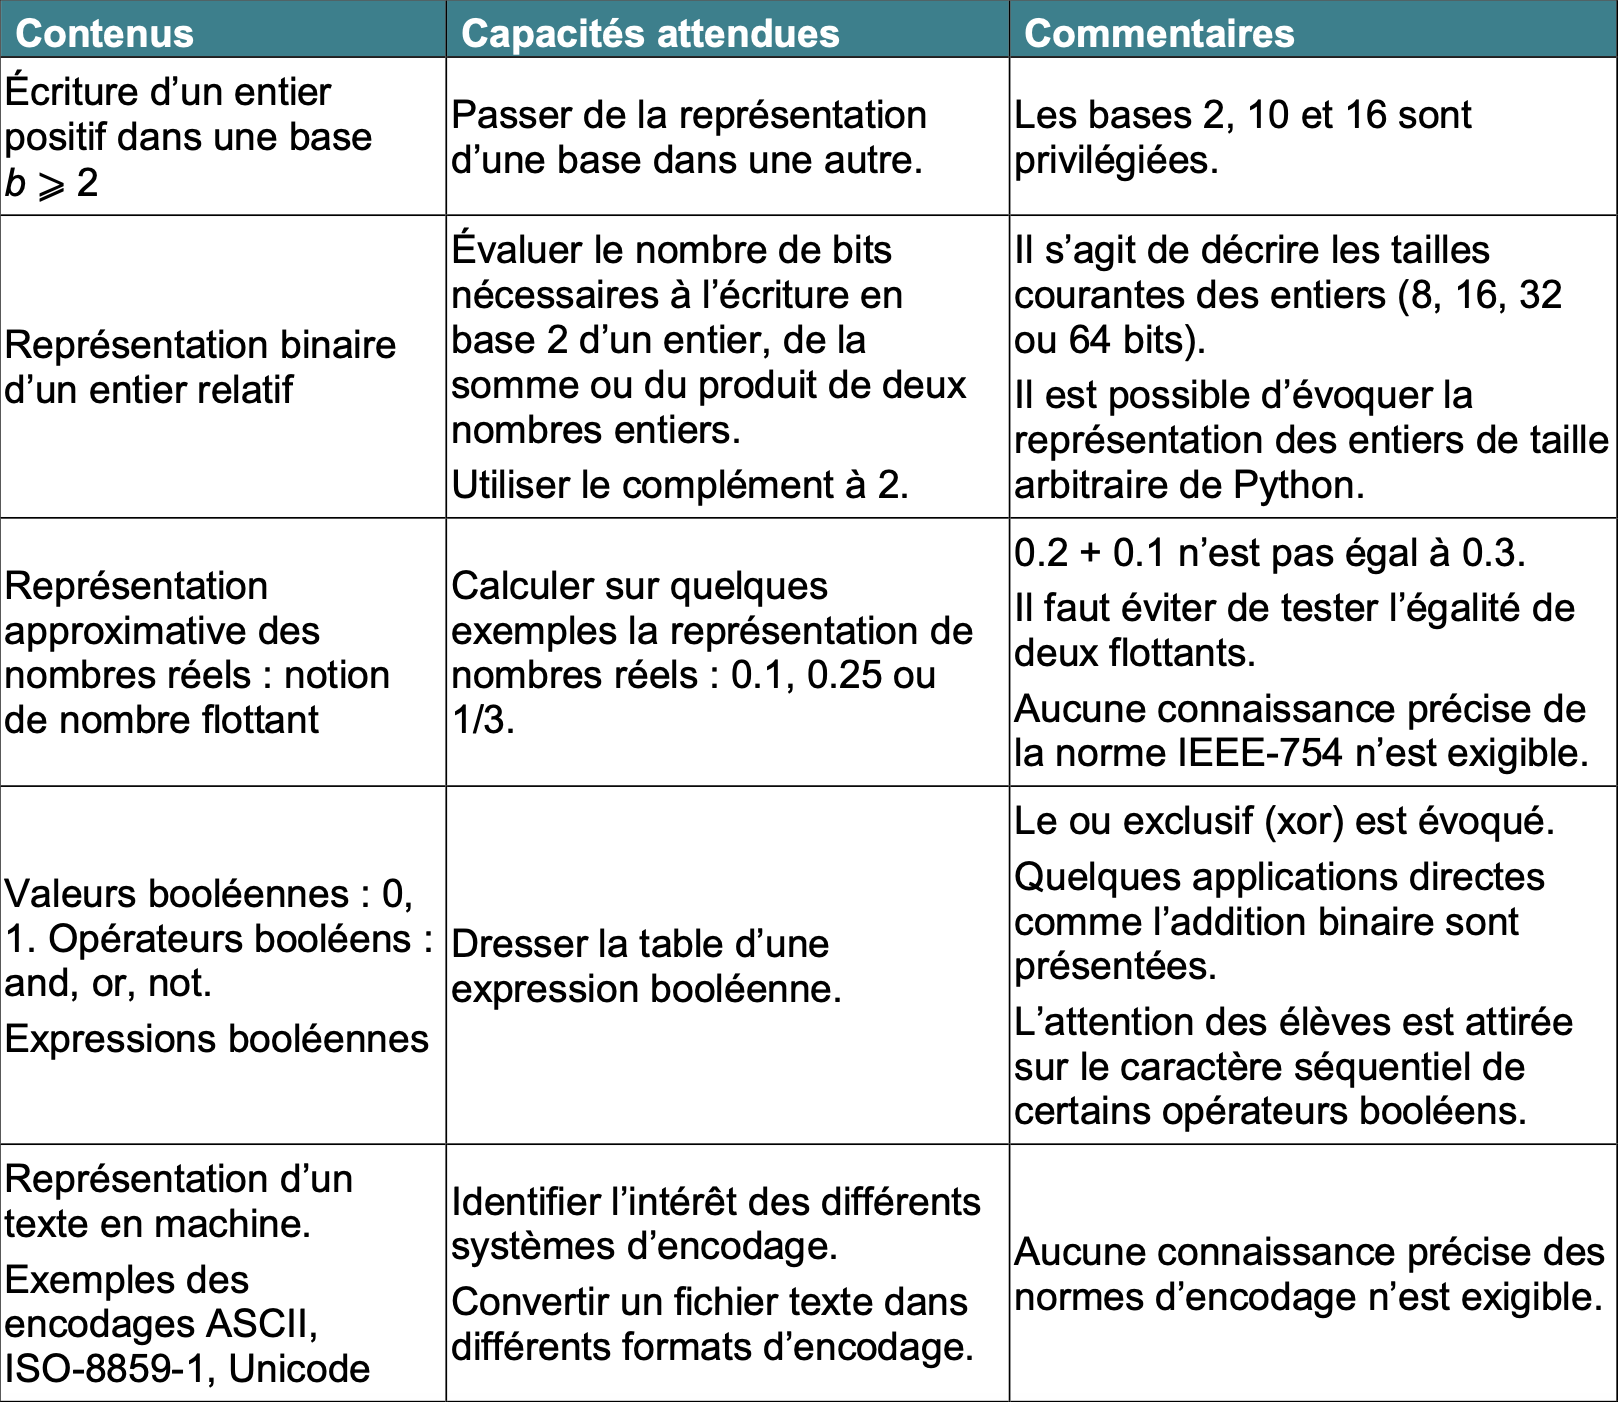 Contenus
Capacités attendues
Commentaires
Écriture d’un entier
positif dans une base
b ⩾ 2
Passer de la représentation
d’une base dans une autre.
Les bases 2, 10 et 16 sont
privilégiées.
Représentation binaire
d’un entier relatif
Évaluer le nombre de bits
nécessaires à l’écriture en
base 2 d’un entier, de la
somme ou du produit de deux
nombres entiers.
Utiliser le complément à 2.
Il s’agit de décrire les tailles
courantes des entiers (8, 16, 32
ou 64 bits).
Il est possible d’évoquer la
représentation des entiers de taille
arbitraire de Python.
Représentation
approximative des
nombres réels : notion
de nombre flottant
Calculer sur quelques
exemples la représentation de
nombres réels : 0.1, 0.25 ou
1/3.
0.2 + 0.1 n’est pas égal à 0.3.
Il faut éviter de tester l’égalité de
deux flottants.
Aucune connaissance précise de
la norme IEEE-754 n’est exigible.
Valeurs booléennes : 0,
1. Opérateurs booléens :
and, or, not.
Expressions booléennes
Dresser la table d’une
expression booléenne.
Le ou exclusif (xor) est évoqué.
Quelques applications directes
comme l’addition binaire sont
présentées.
L’attention des élèves est attirée
sur le caractère séquentiel de
certains opérateurs booléens.
Représentation d’un
texte en machine.
Exemples des
encodages ASCII,
ISO-8859-1, Unicode
Identifier l’intérêt des différents
systèmes d’encodage.
Convertir un fichier texte dans
différents formats d’encodage.
Aucune connaissance précise des
normes d’encodage n’est exigible.